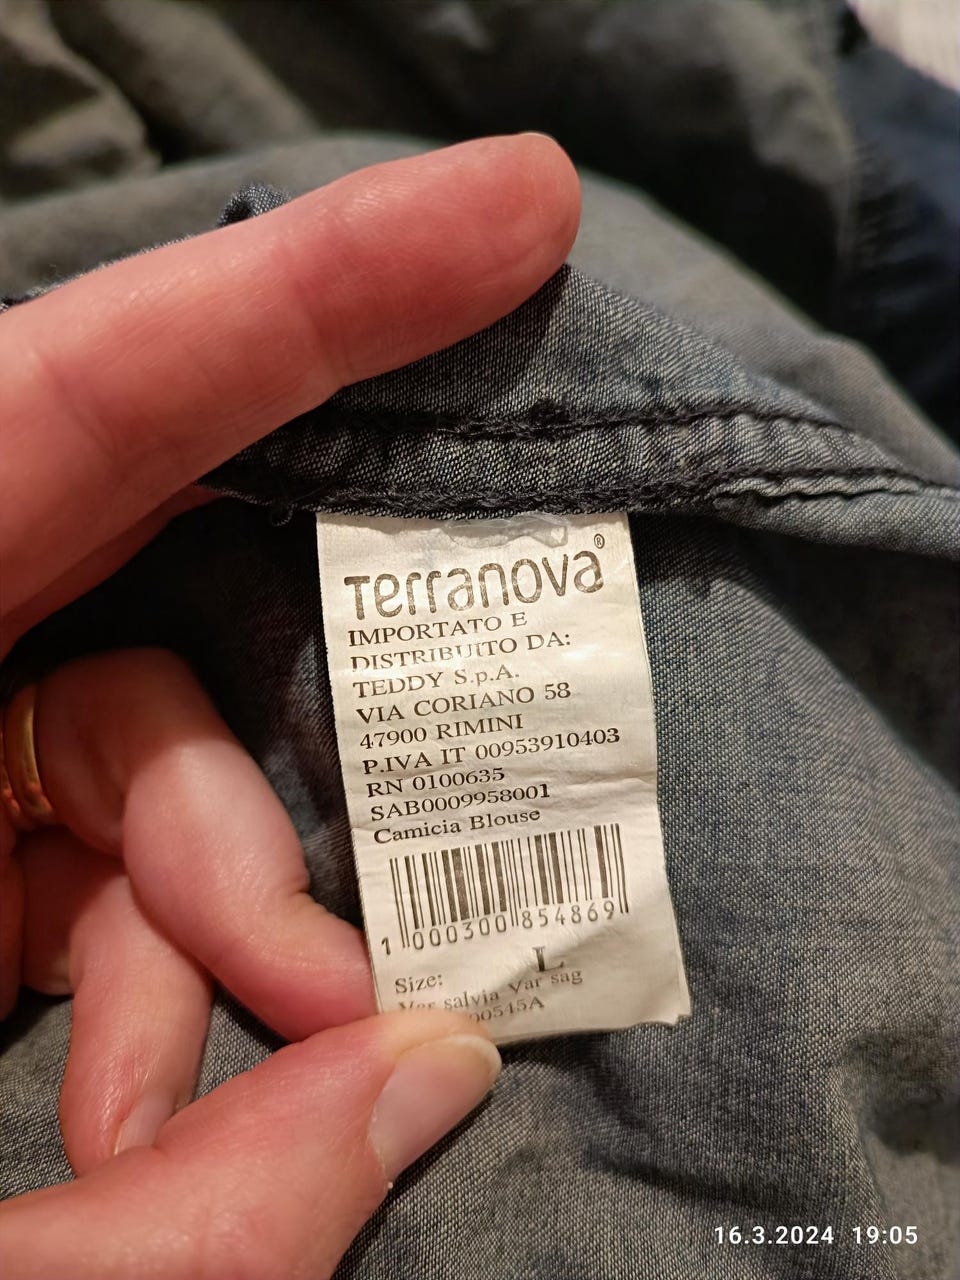 Terranova®
IMPORTATO E
DISTRIBUITO DA:
TEDDY S.p.A.
VIA CORIANO 58
47900 RIMINI
P.IVA IT 00953910403
RN 0100635
SAB0009958001
Camicia Blouse
1 000300 854869
Size: L
Var salvia Var sag
00545A
16.3.2024 19:05